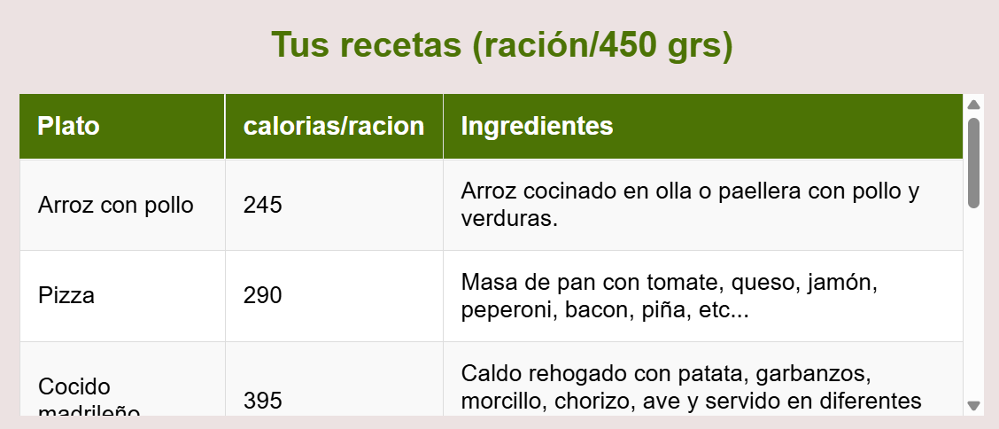 Tus recetas (ración/450 grs)
Plato calorias/racion Ingredientes
Arroz con pollo 245 Arroz cocinado en olla o paellera con pollo y
verduras.
Pizza 290 Masa de pan con tomate, queso, jamón,
peperoni, bacon, piña, etc...
Cocido
madrileño 395 Caldo rehogado con patata, garbanzos,
morcillo, chorizo, ave y servido en diferentes